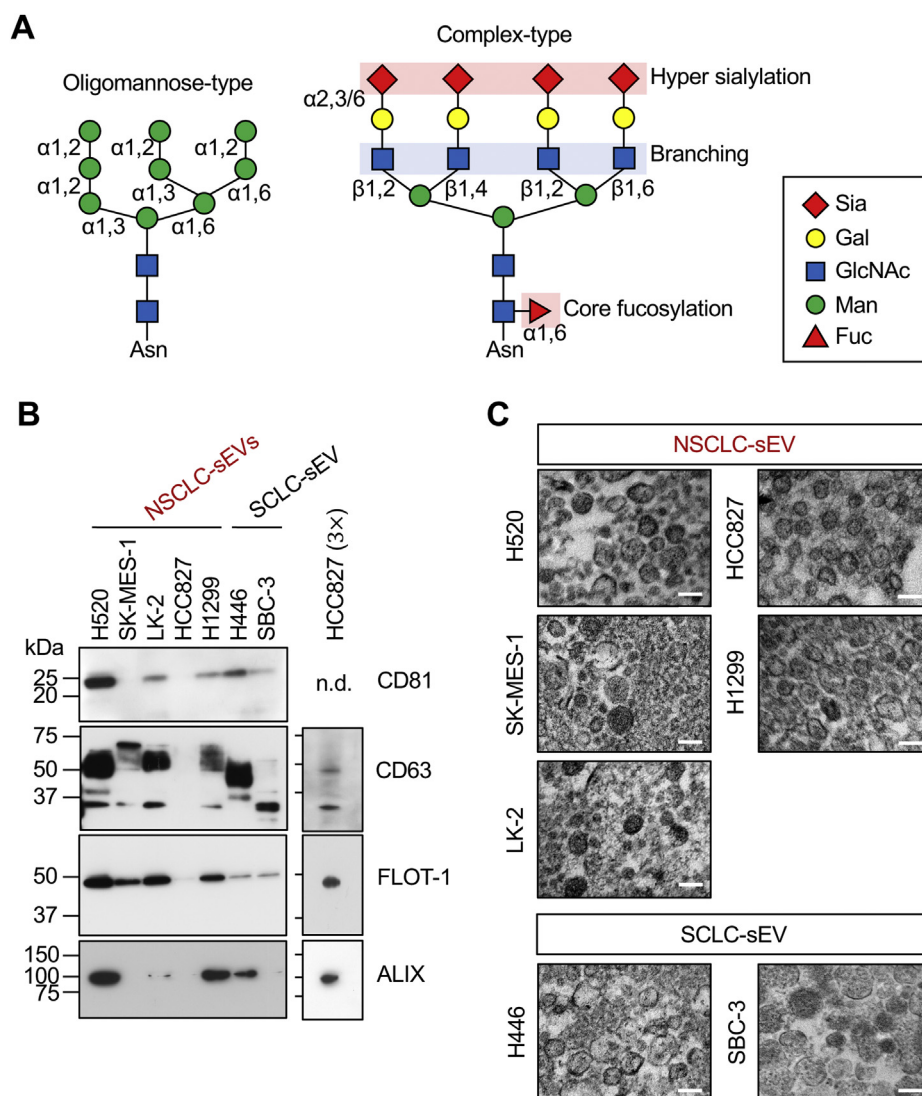 A
Oligomannose-type
α1,2
α1,2
α1,2
α1,2
α1,3
α1,6
α1,3
α1,6
Asn
Complex-type
Hyper sialylation
α2,3/6
Branching
β1,2
β1,4
β1,2
β1,6
Core fucosylation
α1,6
Asn
Sia
Gal
GlcNAc
Man
Fuc
B
NSCLC-sEVs
SCLC-sEV
H520
SK-MES-1
LK-2
HCC827
H1299
H446
SBC-3
HCC827 (3×)
kDa
25
20
n.d.
CD81
75
50
37
CD63
50
37
FLOT-1
150
100
75
ALIX
C
NSCLC-sEV
H520
HCC827
SK-MES-1
H1299
LK-2
SCLC-sEV
H446
SBC-3